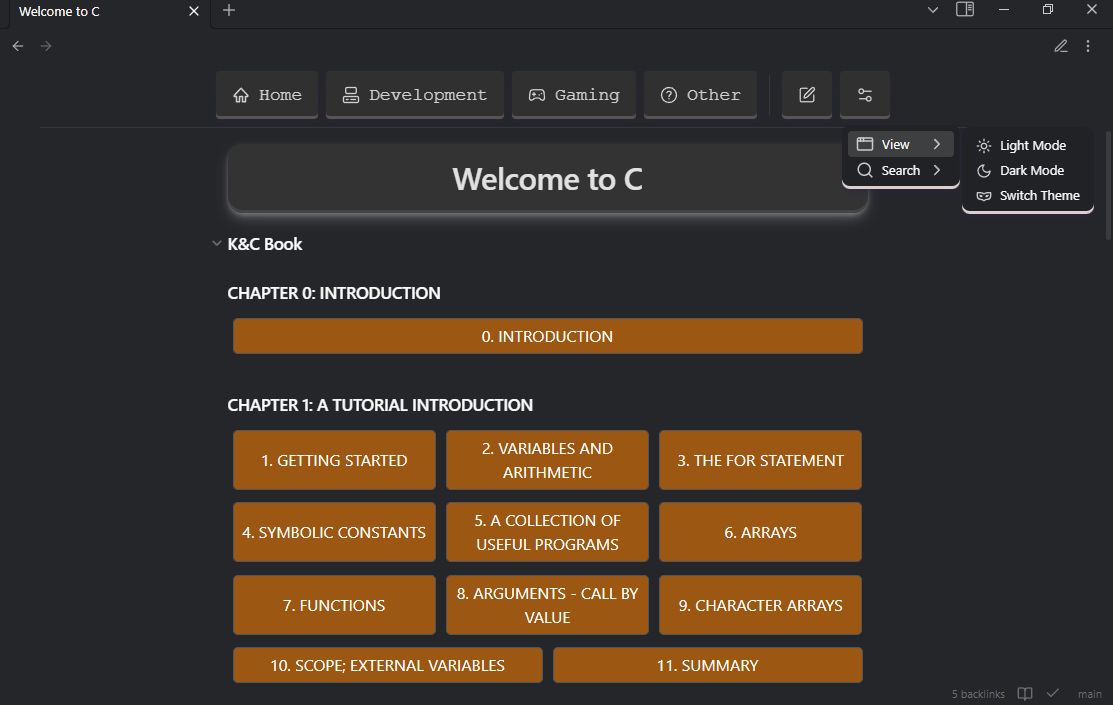 Welcome to C
Home
Development
Gaming
Other
View
Search
Light Mode
Dark Mode
Switch Theme
Welcome to C
K&C Book
CHAPTER 0: INTRODUCTION
0. INTRODUCTION
CHAPTER 1: A TUTORIAL INTRODUCTION
1. GETTING STARTED
2. VARIABLES AND
ARITHMETIC
3. THE FOR STATEMENT
4. SYMBOLIC CONSTANTS
5. A COLLECTION OF
USEFUL PROGRAMS
6. ARRAYS
7. FUNCTIONS
8. ARGUMENTS - CALL BY
VALUE
9. CHARACTER ARRAYS
10. SCOPE; EXTERNAL VARIABLES
11. SUMMARY
5 backlinks
main